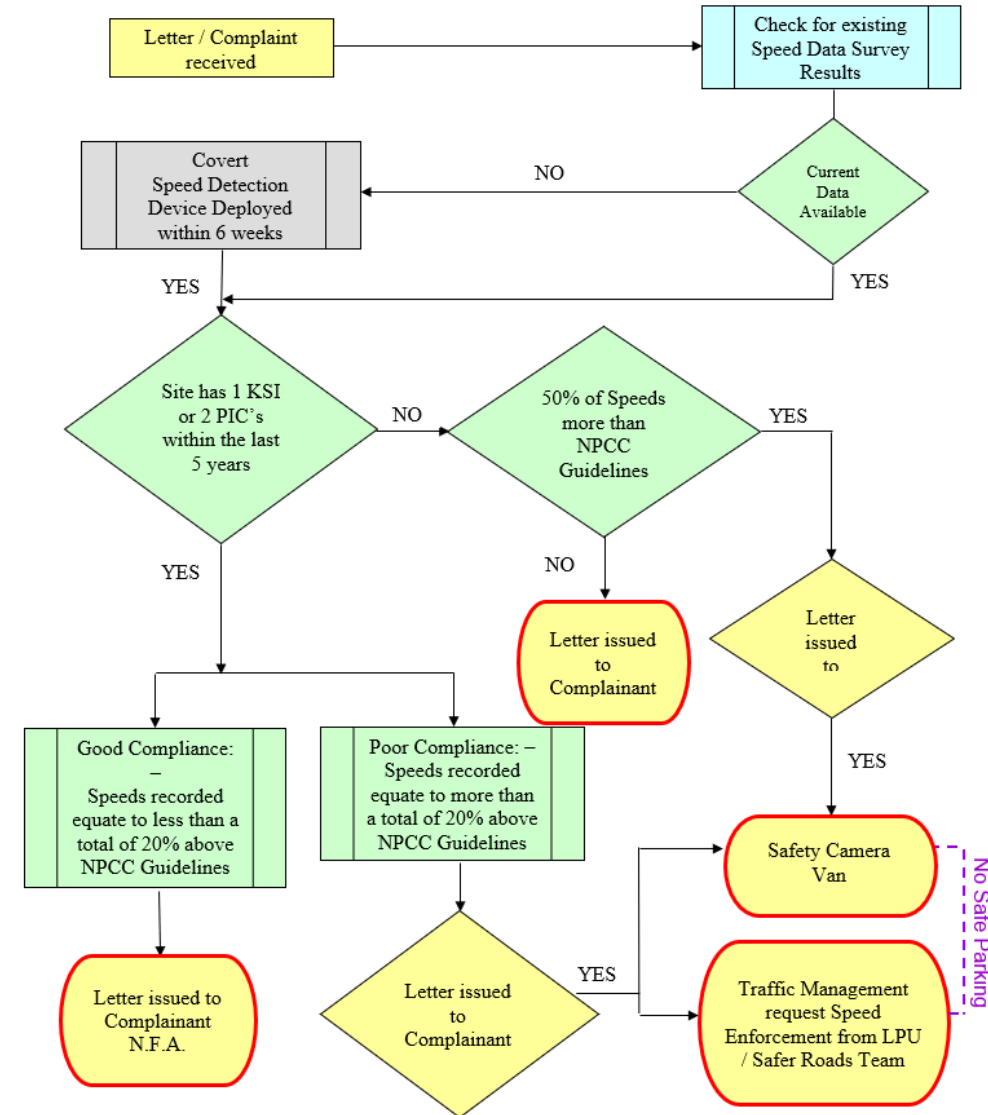 Letter / Complaint
received
Check for existing
Speed Data Survey
Results
Covert
Speed Detection
Device Deployed
within 6 weeks
NO
Current
Data
Available
YES
YES
Site has 1 KSI
or 2 PIC's
within the last
5 years
NO
50% of Speeds
more than
NPCC
Guidelines
YES
YES
NO
Letter issued
to
Complainant
Letter
issued
to
YES
Good Compliance:
–
Speeds recorded
equate to less than a
total of 20% above
NPCC Guidelines
Poor Compliance: –
Speeds recorded
equate to more than
a total of 20% above
NPCC Guidelines
Safety Camera
Van
No Safe Parking
Letter issued to
Complainant
N.F.A.
Letter issued
to
Complainant
YES
Traffic Management
request Speed
Enforcement from LPU
/ Safer Roads Team